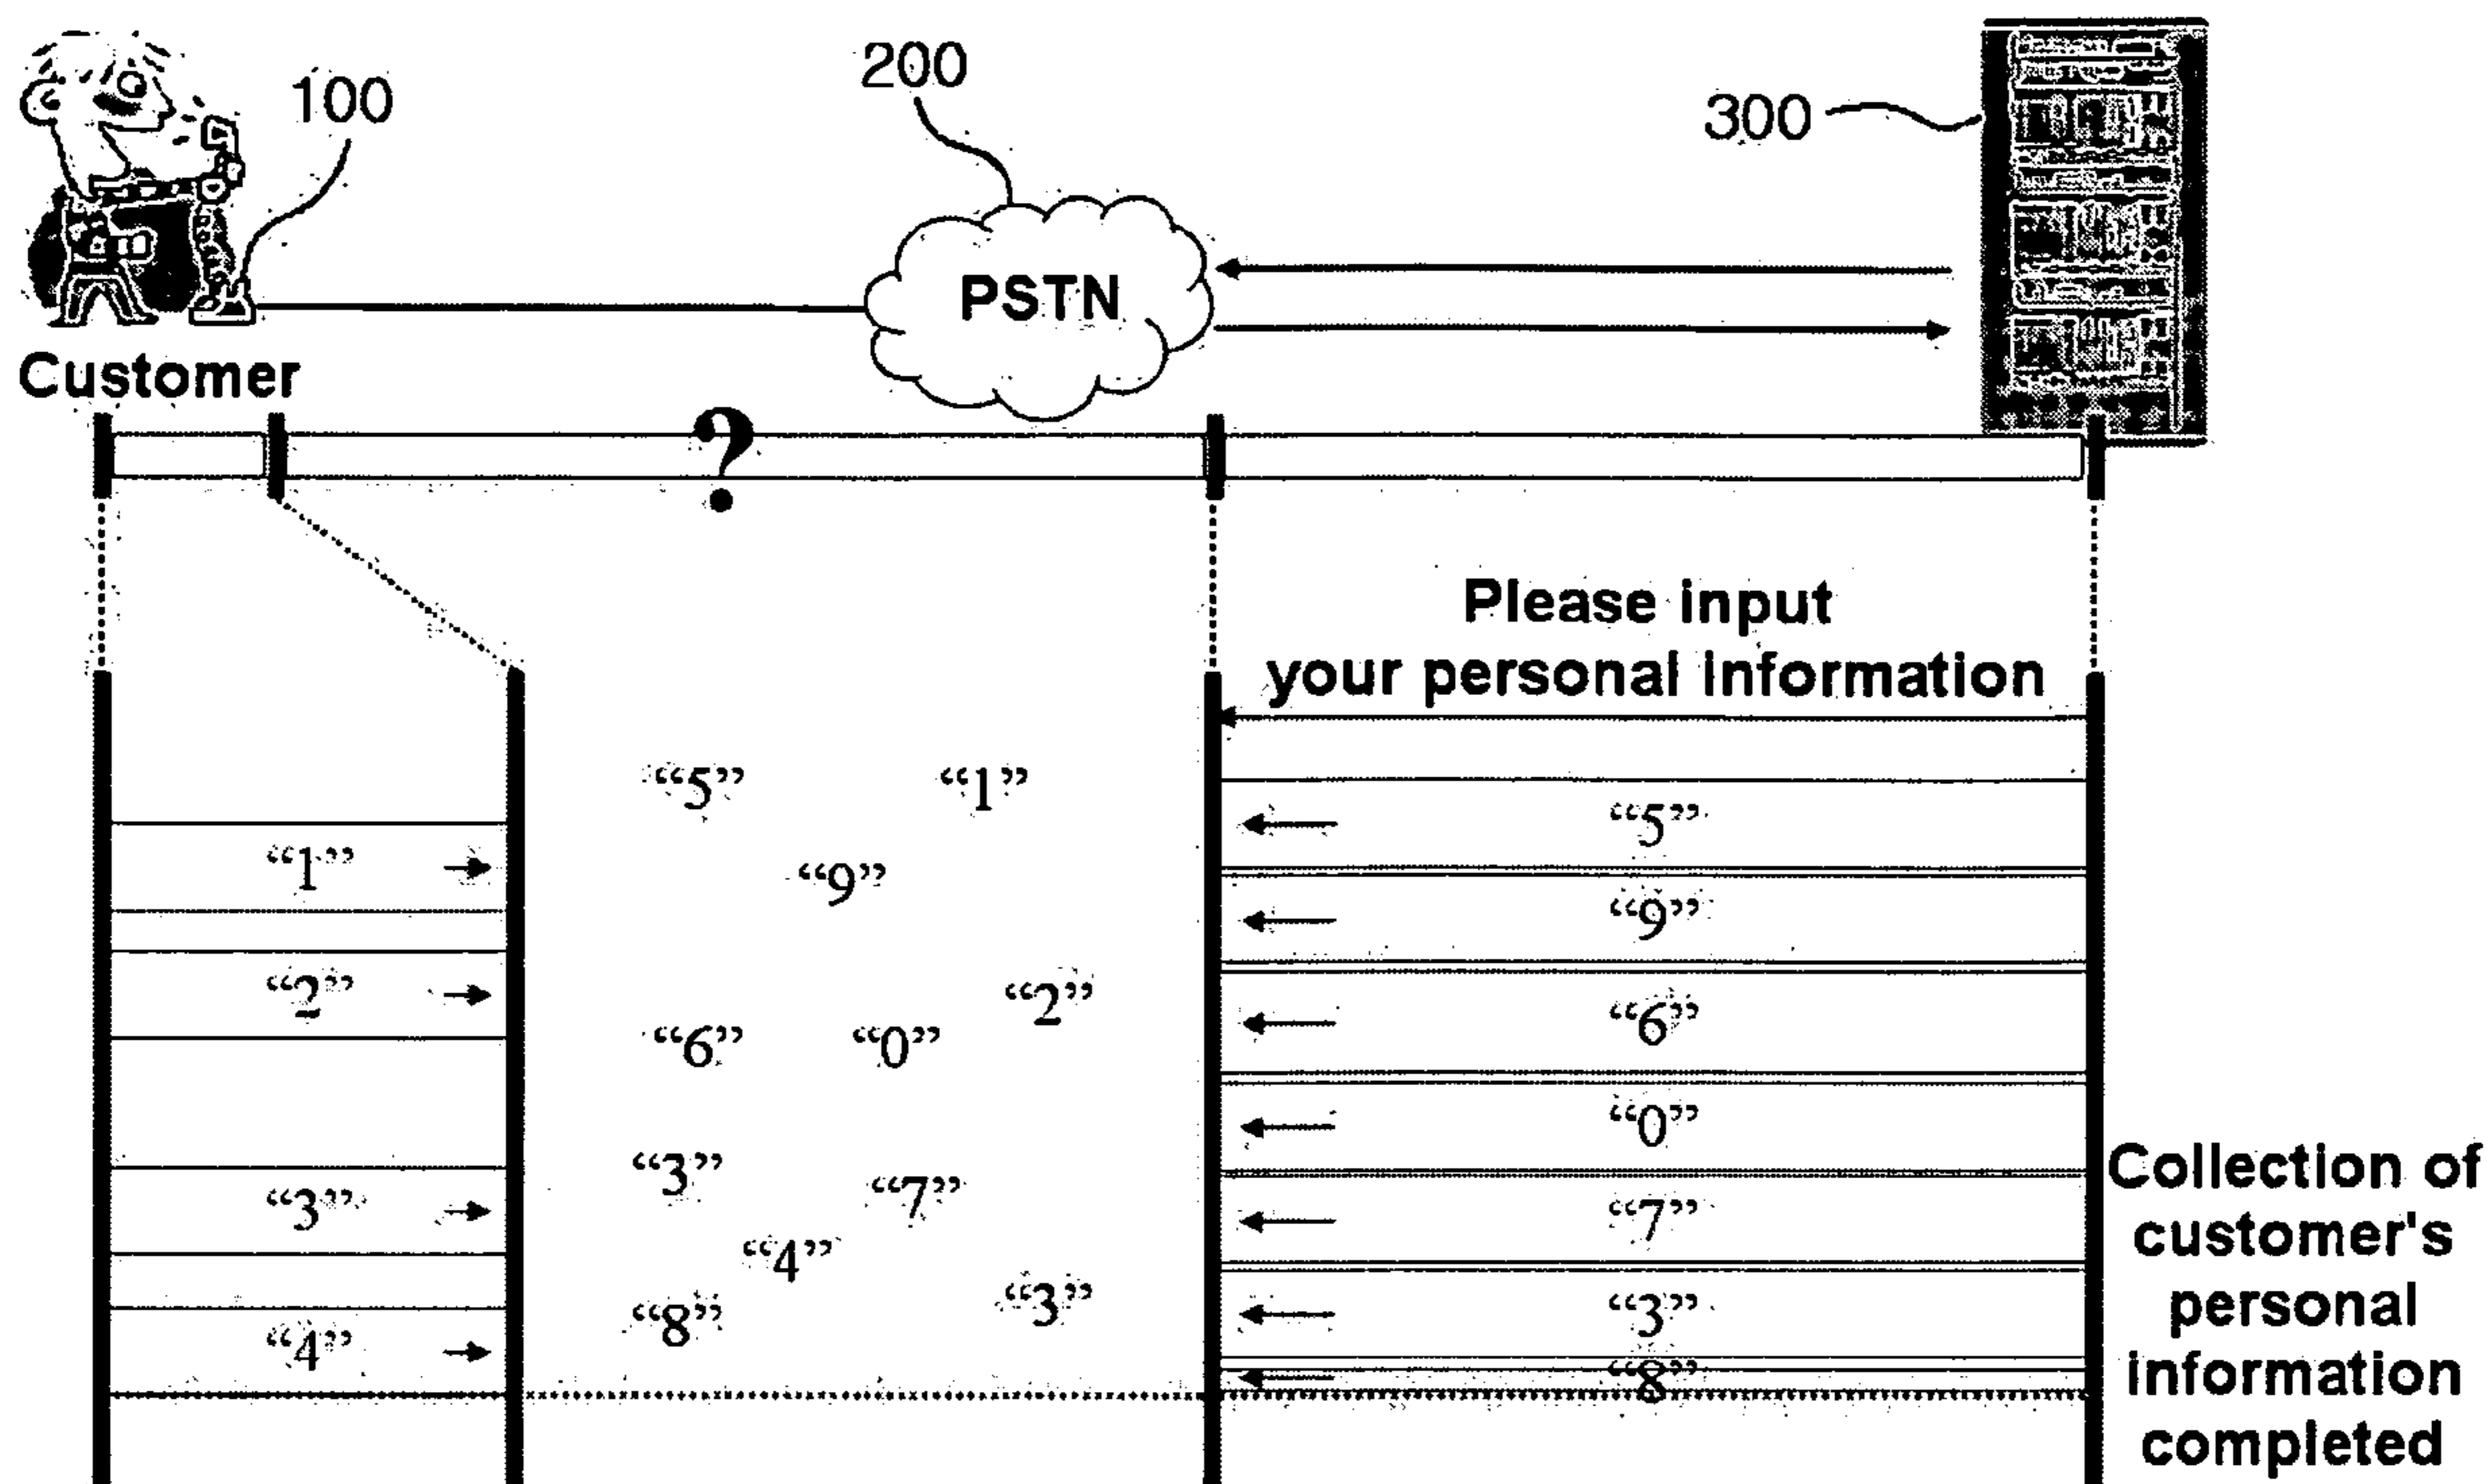 100
200
300
PSTN
Customer
?
Please input
your personal information
“5” “1”
“5”
“1”
“9”
“9”
“2”
“2”
“6”
“6” “0”
“0”
“3”
“7”
“3”
“7”
“4”
“3”
“3”
“8”
“4”
“8”
Collection of
customer's
personal
information
completed